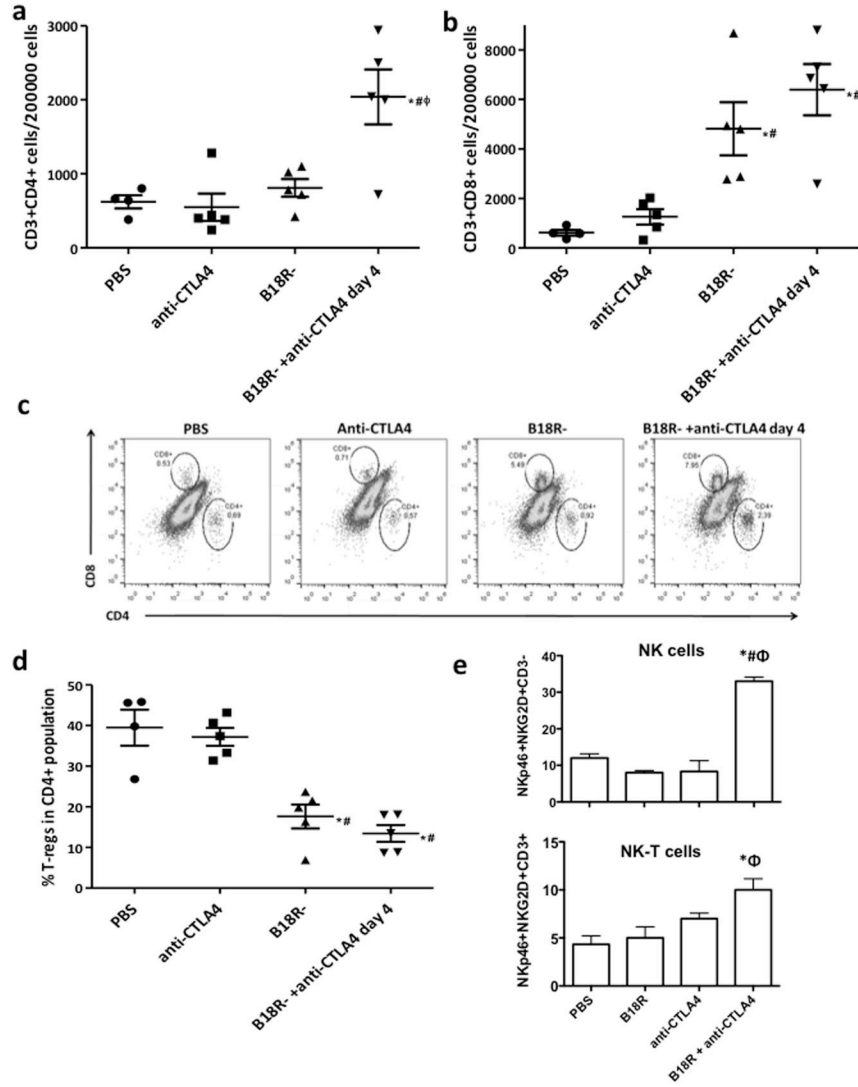 a
CD3+CD4+ cells/200000 cells
3000
2000
1000
0
*#ϕ
PBS
anti-CTLA4
B18R-
B18R- +anti-CTLA4 day 4
b
CD3+CD8+ cells/200000 cells
8000
6000
4000
2000
0
*#
*#
PBS
anti-CTLA4
B18R-
B18R- +anti-CTLA4 day 4
c
PBS
Anti-CTLA4
B18R-
B18R- +anti-CTLA4 day 4
CD8+
0.53
CD4+
0.69
CD8+
0.71
CD4+
0.57
CD8+
5.49
CD4+
0.92
CD8+
7.95
CD4+
2.39
CD8
CD4
d
% T-regs in CD4+ population
50
40
30
20
10
0
*#
*#
PBS
anti-CTLA4
B18R-
B18R- +anti-CTLA4 day 4
e
NK cells
NKp46+NKG2D+CD3-
40
30
20
10
0
*#Φ
NK-T cells
NKp46+NKG2D+CD3+
15
10
5
0
*Φ
PBS
B18R
anti-CTLA4
B18R + anti-CTLA4